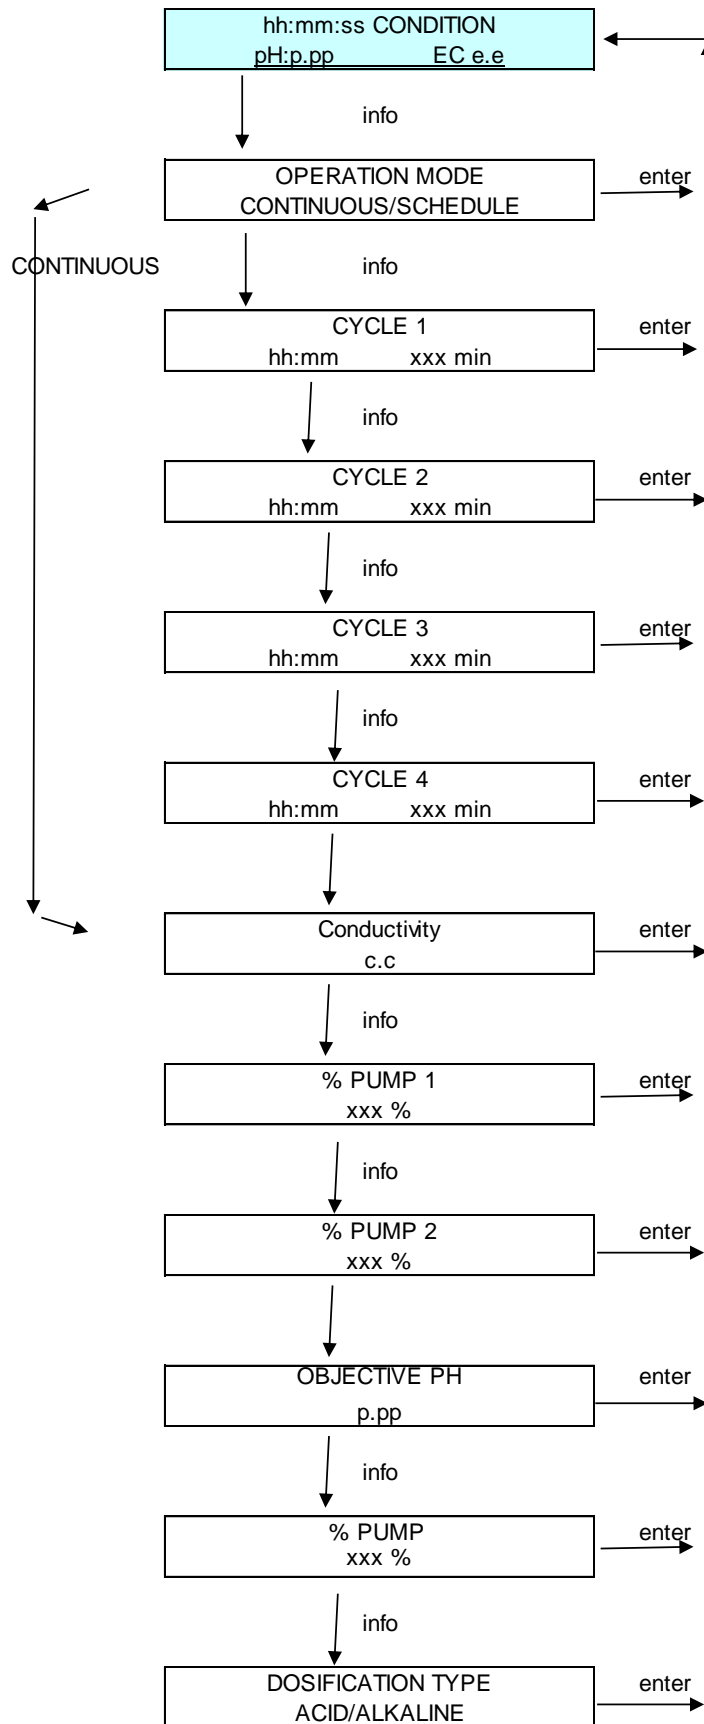 hh:mm:ss CONDITION
pH:p.pp EC e.e
info
OPERATION MODE
CONTINUOUS/SCHEDULE
enter
CONTINUOUS
info
CYCLE 1
hh:mm xxx min
enter
info
CYCLE 2
hh:mm xxx min
enter
info
CYCLE 3
hh:mm xxx min
enter
info
CYCLE 4
hh:mm xxx min
enter
Conductivity
c.c
enter
info
% PUMP 1
xxx %
enter
info
% PUMP 2
xxx %
enter
OBJECTIVE PH
p.pp
enter
info
% PUMP
xxx %
enter
info
DOSIFICATION TYPE
ACID/ALKALINE
enter